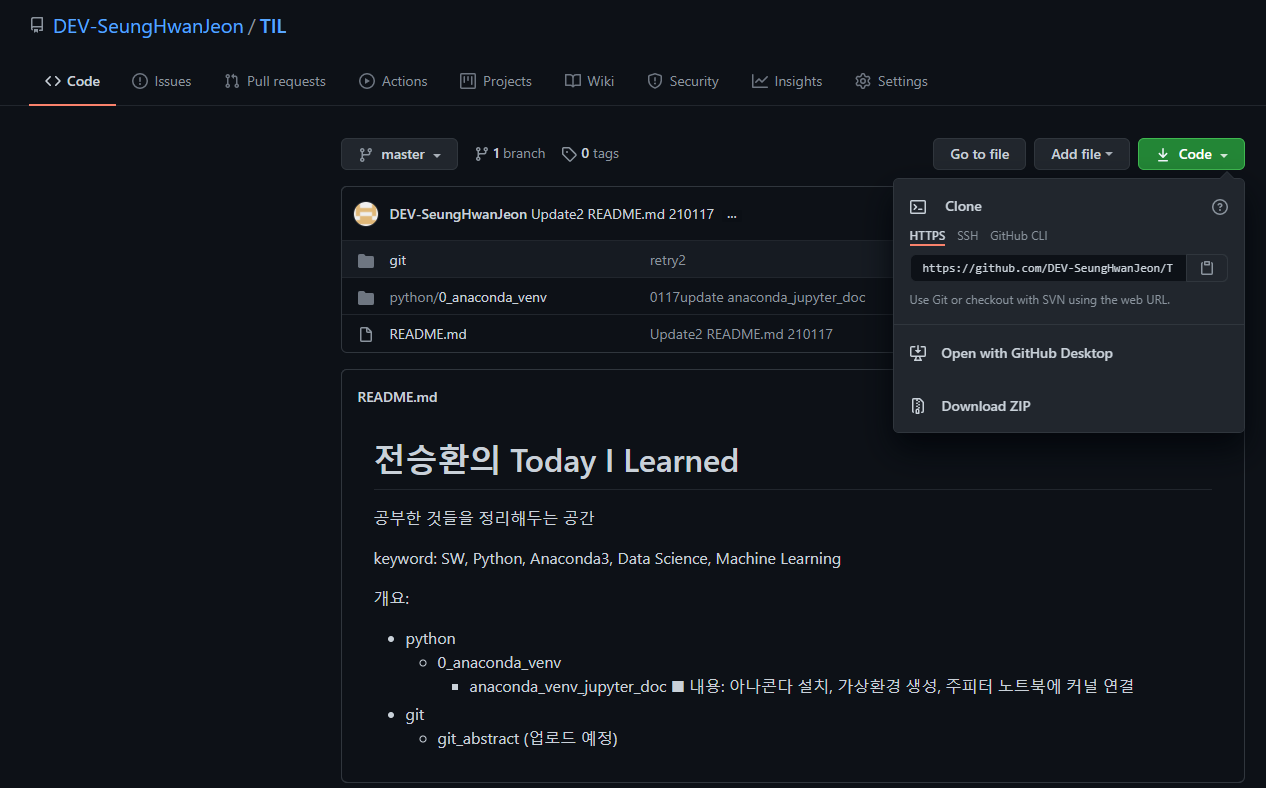 DEV-SeungHwanJeon / TIL
Code Issues Pull requests Actions Projects Wiki Security Insights Settings
master 1 branch 0 tags Go to file Add file Code
DEV-SeungHwanJeon Update2 README.md 210117 ...
git retry2
python/0_anaconda_venv 0117update anaconda_jupyter_doc
README.md Update2 README.md 210117
Clone
HTTPS SSH GitHub CLI
https://github.com/DEV-SeungHwanJeon/T
Use Git or checkout with SVN using the web URL.
Open with GitHub Desktop
Download ZIP
README.md
전승환의 Today I Learned
공부한 것들을 정리해두는 공간
keyword: SW, Python, Anaconda3, Data Science, Machine Learning
개요:
python
0_anaconda_venv
anaconda_venv_jupyter_doc ■ 내용: 아나콘다 설치, 가상환경 생성, 주피터 노트북에 커널 연결
git
git_abstract (업로드 예정)